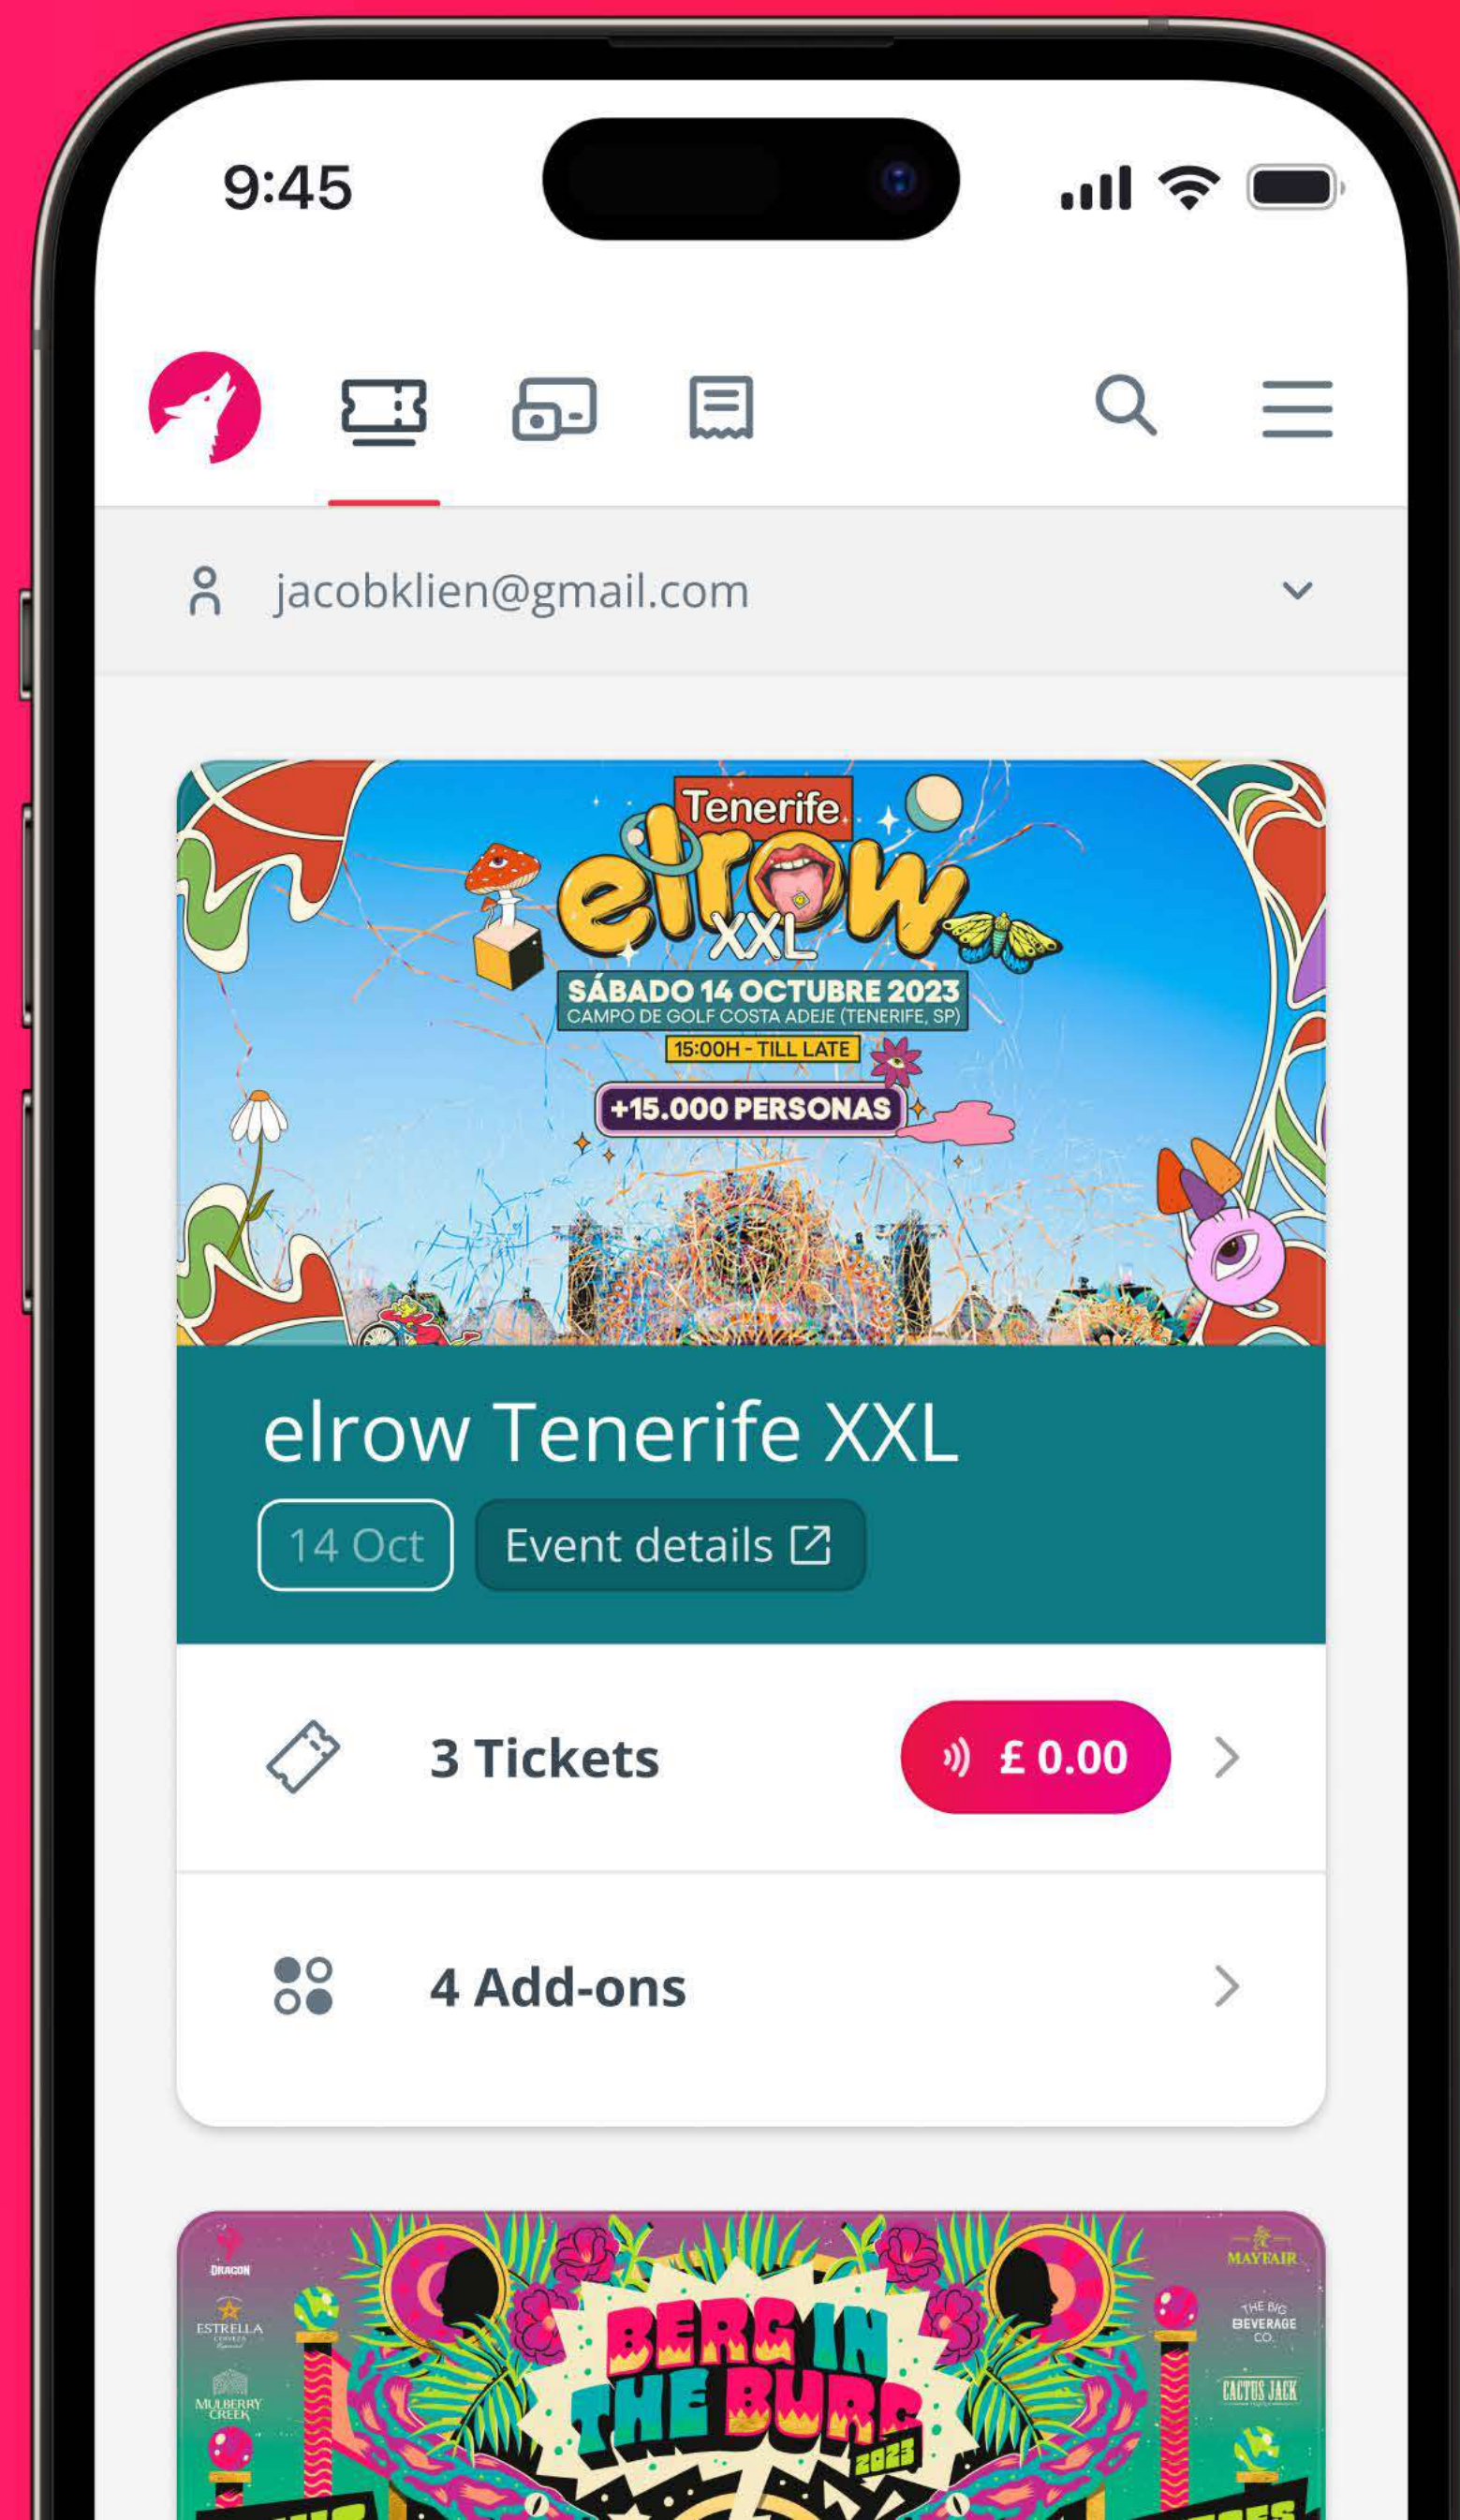 9:45
jacobklien@gmail.com
Tenerife
elrow
XXL
SÁBADO 14 OCTUBRE 2023
CAMPO DE GOLF COSTA ADEJE (TENERIFE, SP)
15:00H - TILL LATE
+15.000 PERSONAS
elrow Tenerife XXL
14 Oct
Event details
3 Tickets
£ 0.00
4 Add-ons
DRAGON
ESTRELLA
MULBERRY
CREEK
BERG IN
THE BURG
2023
MAYFAIR
THE BIG
BEVERAGE
CO.
CACTUS JACK